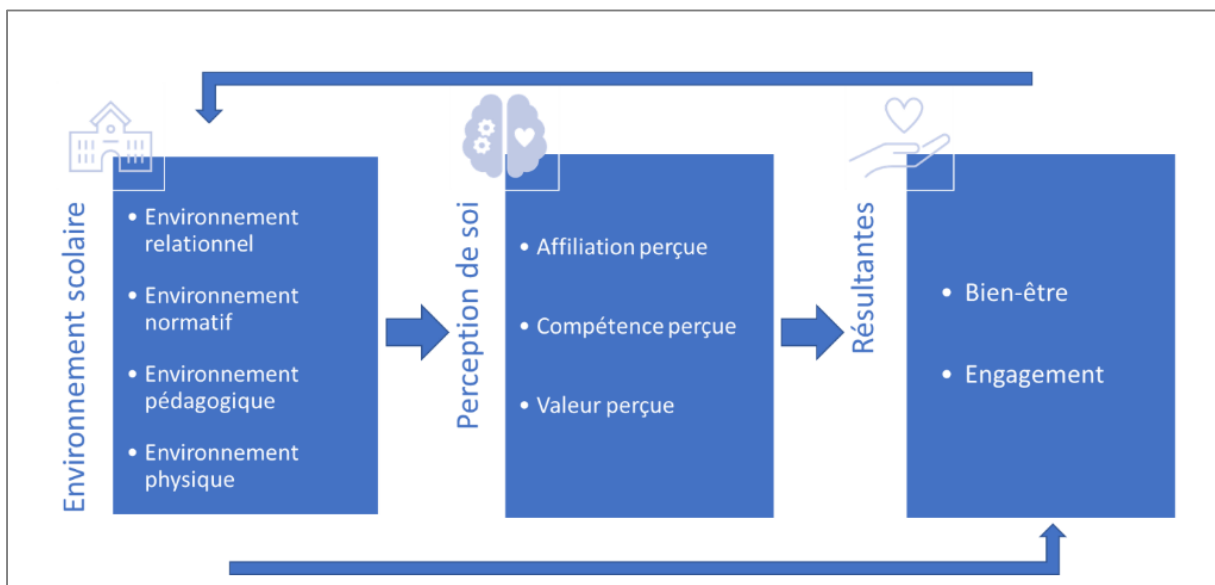 Environnement scolaire
• Environnement
relationnel
• Environnement
normatif
• Environnement
pédagogique
• Environnement
physique
Perception de soi
• Affiliation perçue
• Compétence perçue
• Valeur perçue
Résultantes
• Bien-être
• Engagement